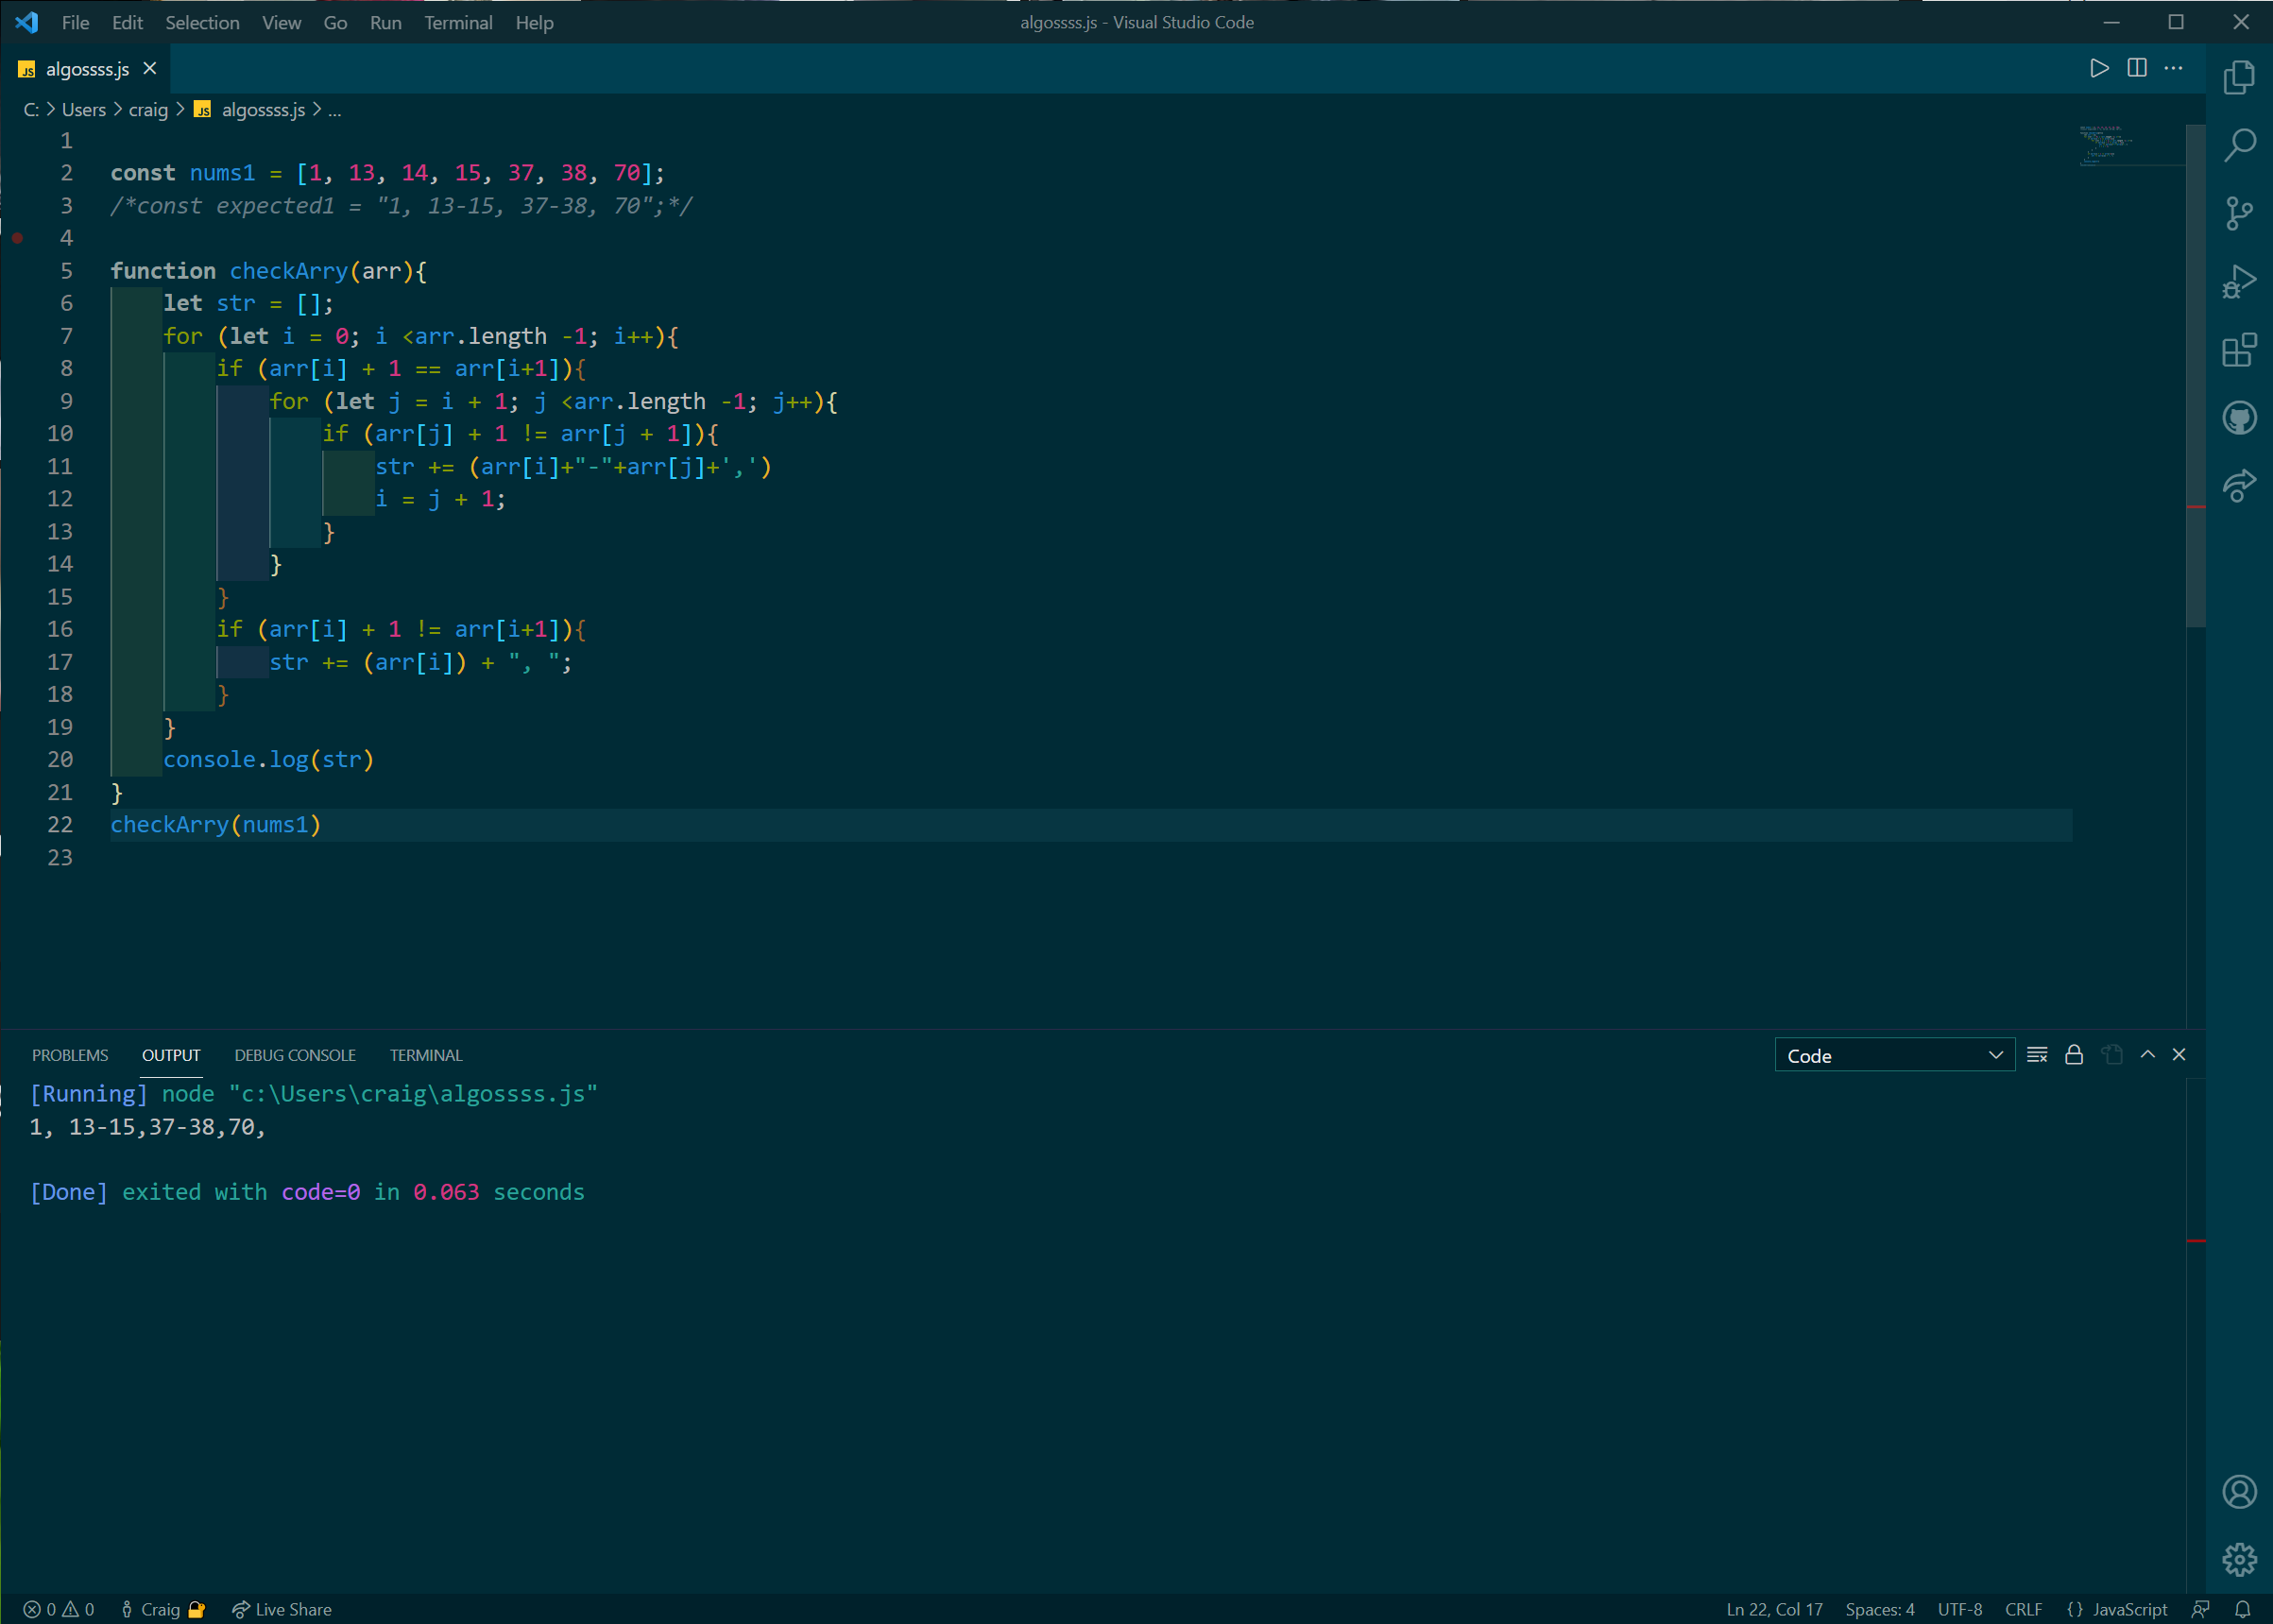 File Edit Selection View Go Run Terminal Help algossss.js - Visual Studio Code
JS algossss.js
C: > Users > craig > JS algossss.js > ...
1
2 const nums1 = [1, 13, 14, 15, 37, 38, 70];
3 /*const expected1 = "1, 13-15, 37-38, 70";*/
4
5 function checkArry(arr){
6     let str = [];
7     for (let i = 0; i <arr.length -1; i++){
8         if (arr[i] + 1 == arr[i+1]){
9             for (let j = i + 1; j <arr.length -1; j++){
10                 if (arr[j] + 1 != arr[j + 1]){
11                     str += (arr[i]+"-"+arr[j]+',')
12                     i = j + 1;
13                 }
14             }
15         }
16         if (arr[i] + 1 != arr[i+1]){
17             str += (arr[i]) + ", ";
18         }
19     }
20     console.log(str)
21 }
22 checkArry(nums1)
23
PROBLEMS OUTPUT DEBUG CONSOLE TERMINAL Code
[Running] node "c:\Users\craig\algossss.js"
1, 13-15,37-38,70,
[Done] exited with code=0 in 0.063 seconds
0 0 Craig Live Share Ln 22, Col 17 Spaces: 4 UTF-8 CRLF {} JavaScript